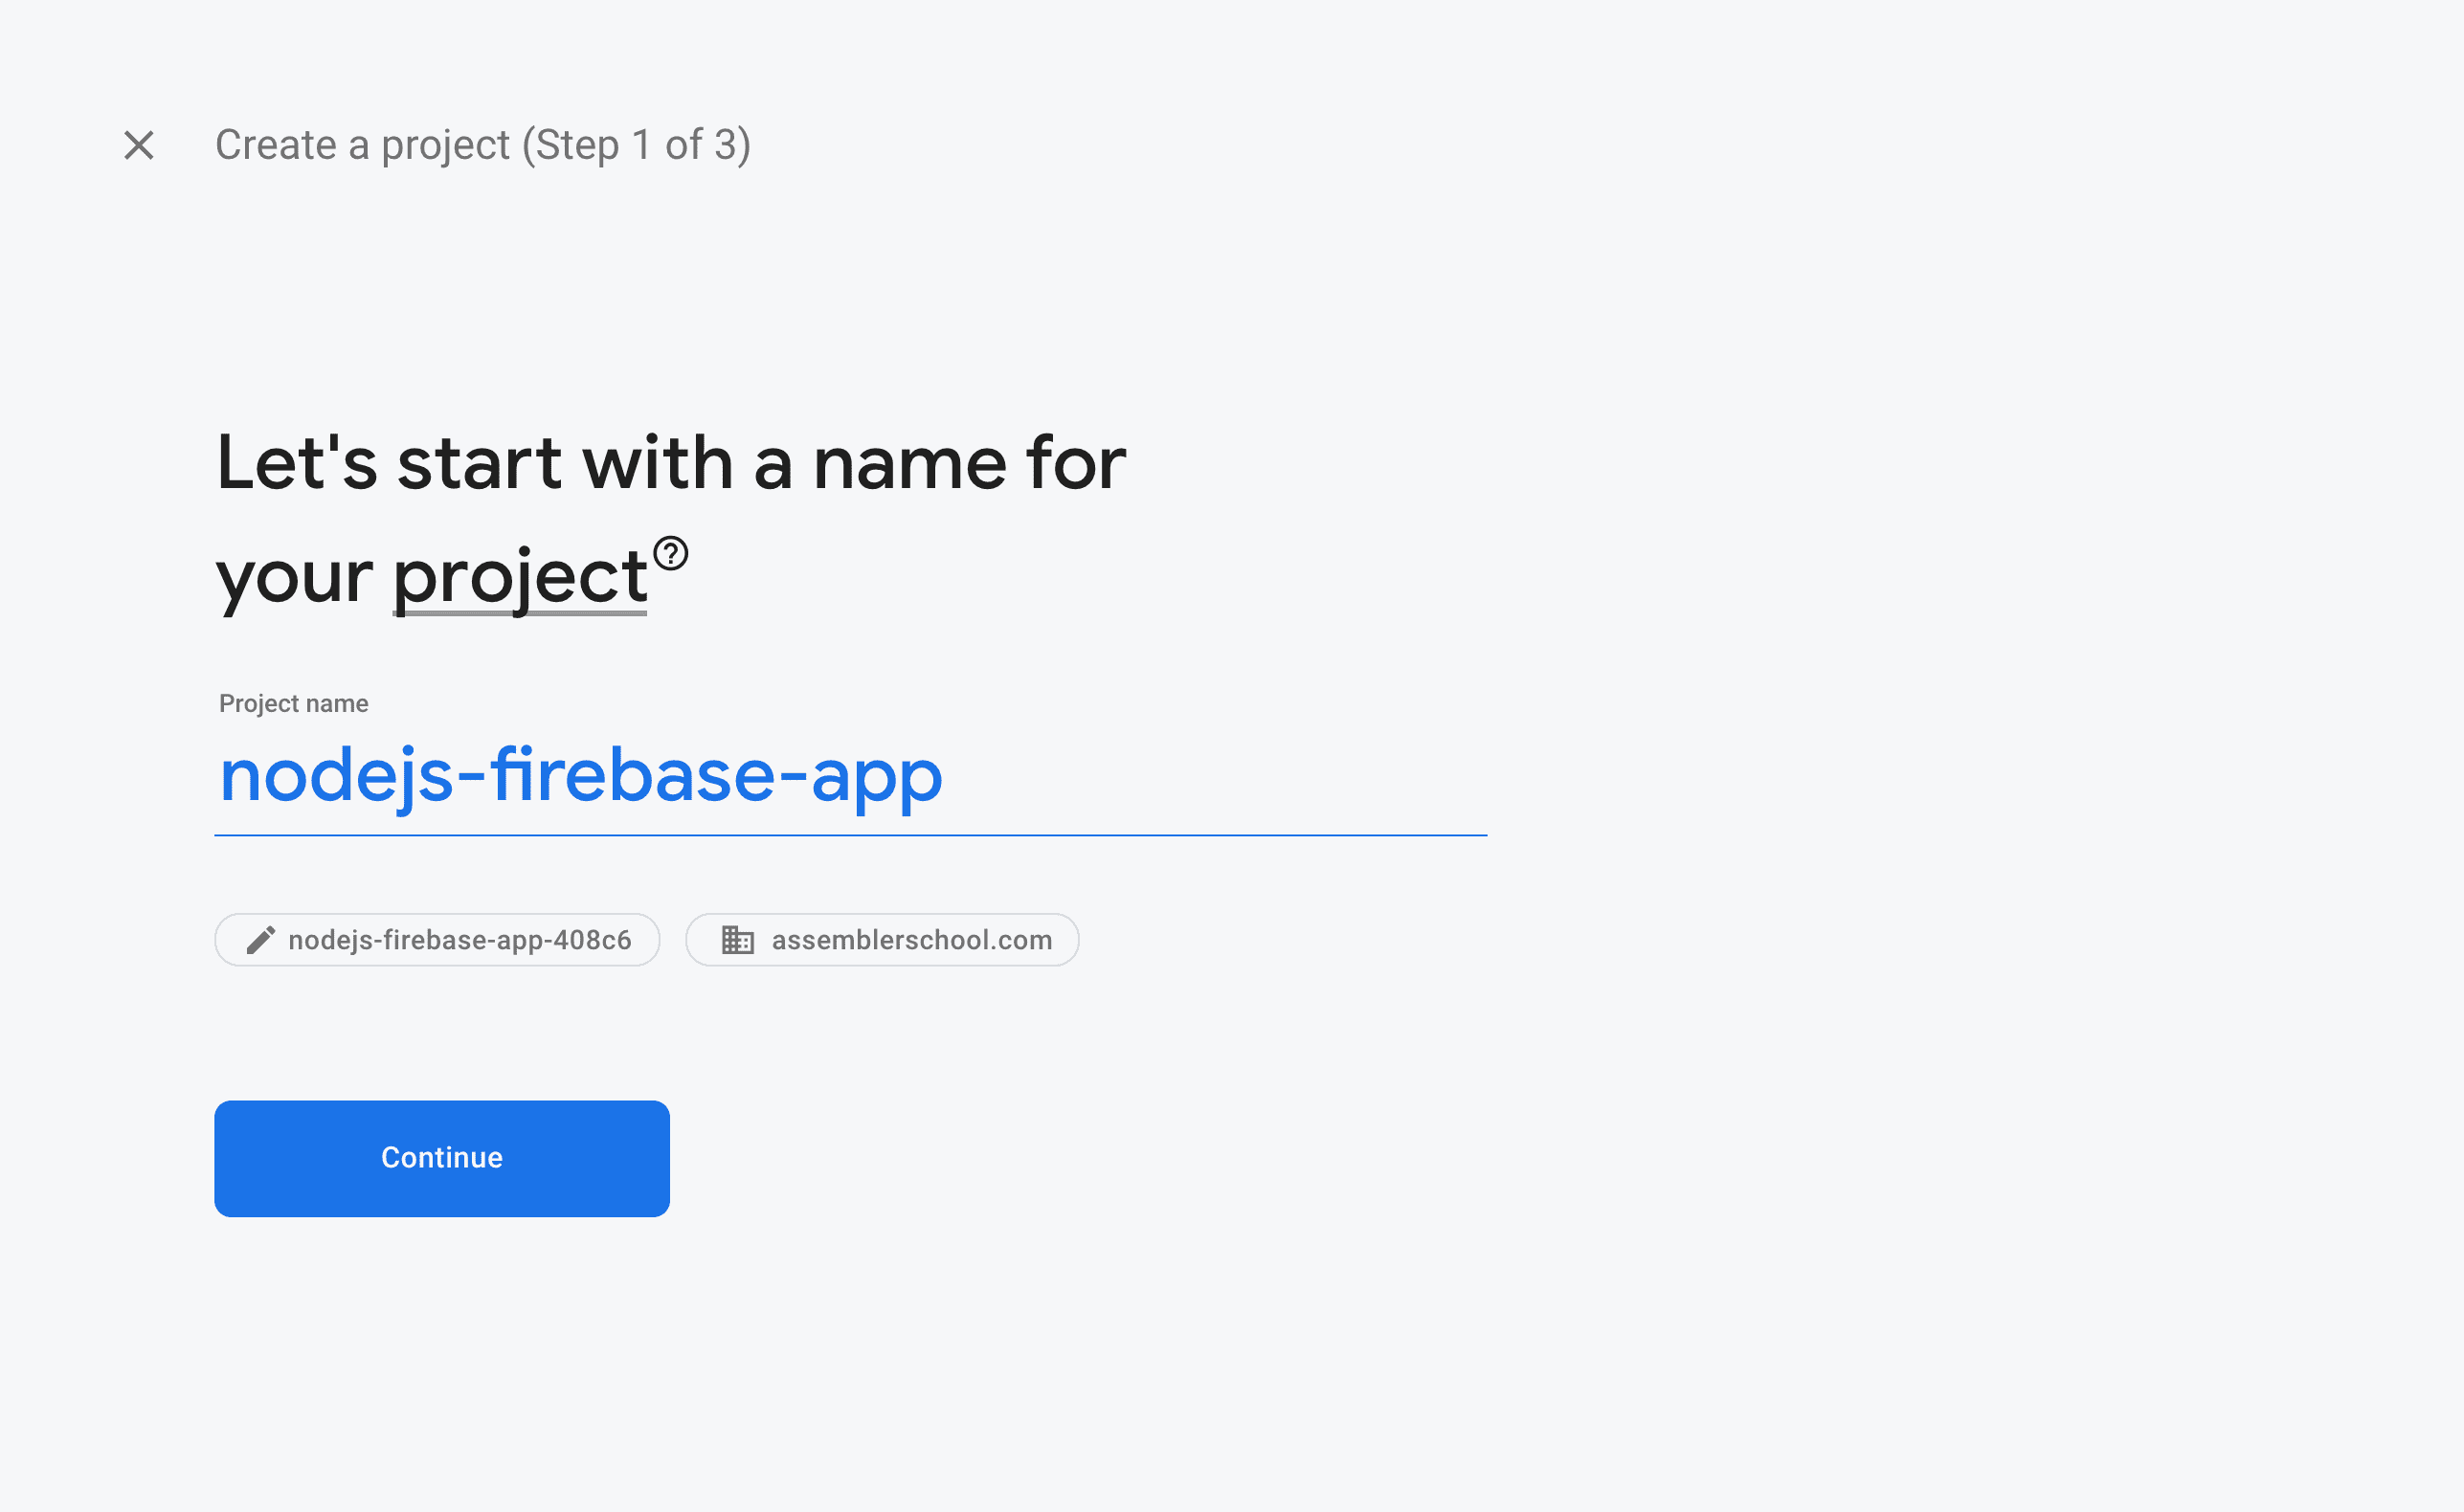 Create a project (Step 1 of 3)
Let's start with a name for
your project
Project name
nodejs-firebase-app
nodejs-firebase-app-408c6
assemblerschool.com
Continue